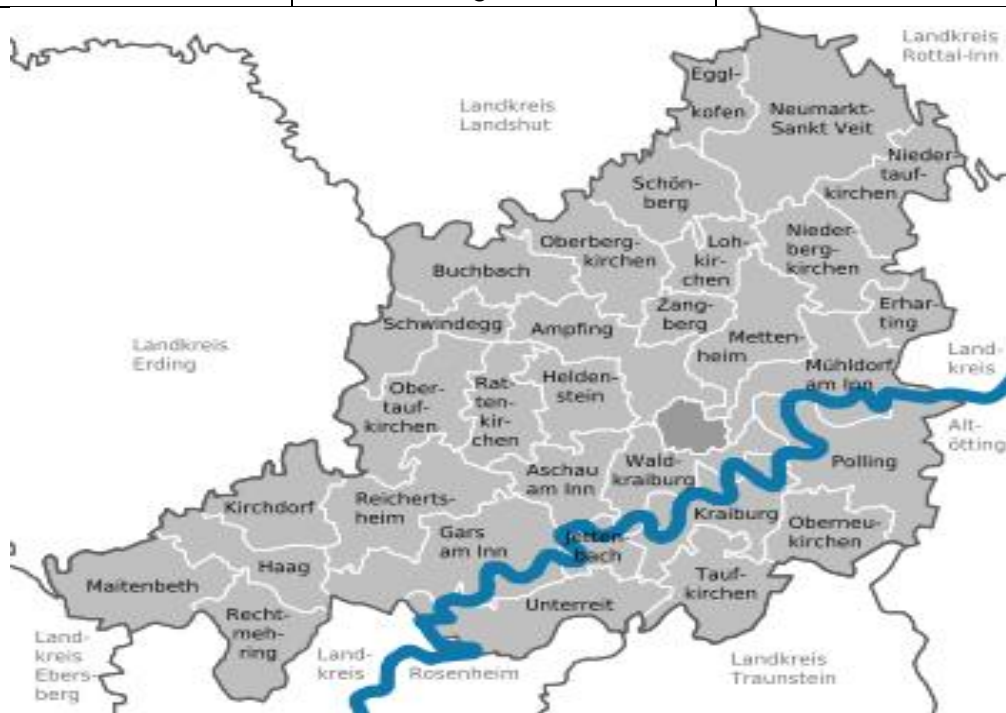 Landkreis
Rottal-Inn
Landkreis
Landshut
Eggl-
kofen
Neumarkt-
Sankt Veit
Nieder-
tauf-
kirchen
Schön-
berg
Oberberg-
kirchen
Loh-
kir-
chen
Nieder-
berg-
kirchen
Buchbach
Zang-
berg
Erhar-
ting
Schwindegg
Ampfing
Metten-
heim
Landkreis
Erding
Land-
kreis
Alt-
ötting
Mühldorf
am Inn
Ober-
tauf-
kirchen
Rat-
ten-
kir-
chen
Helden-
stein
Aschau
am Inn
Wald-
kraiburg
Polling
Kirchdorf
Reicherts-
heim
Gars
am Inn
Jetten-
bach
Kraiburg
Oberneu-
kirchen
Maitenbeth
Haag
Recht-
meh-
ring
Unterreit
Tauf-
kirchen
Land-
kreis
Ebers-
berg
Land-
kreis
Rosenheim
Landkreis
Traunstein